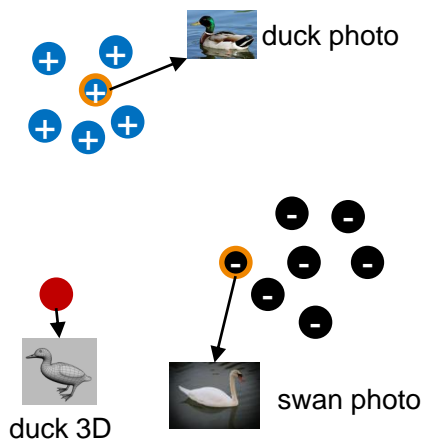 duck photo
+ +
+
+ + +
- -
- - -
- -
duck 3D
swan photo